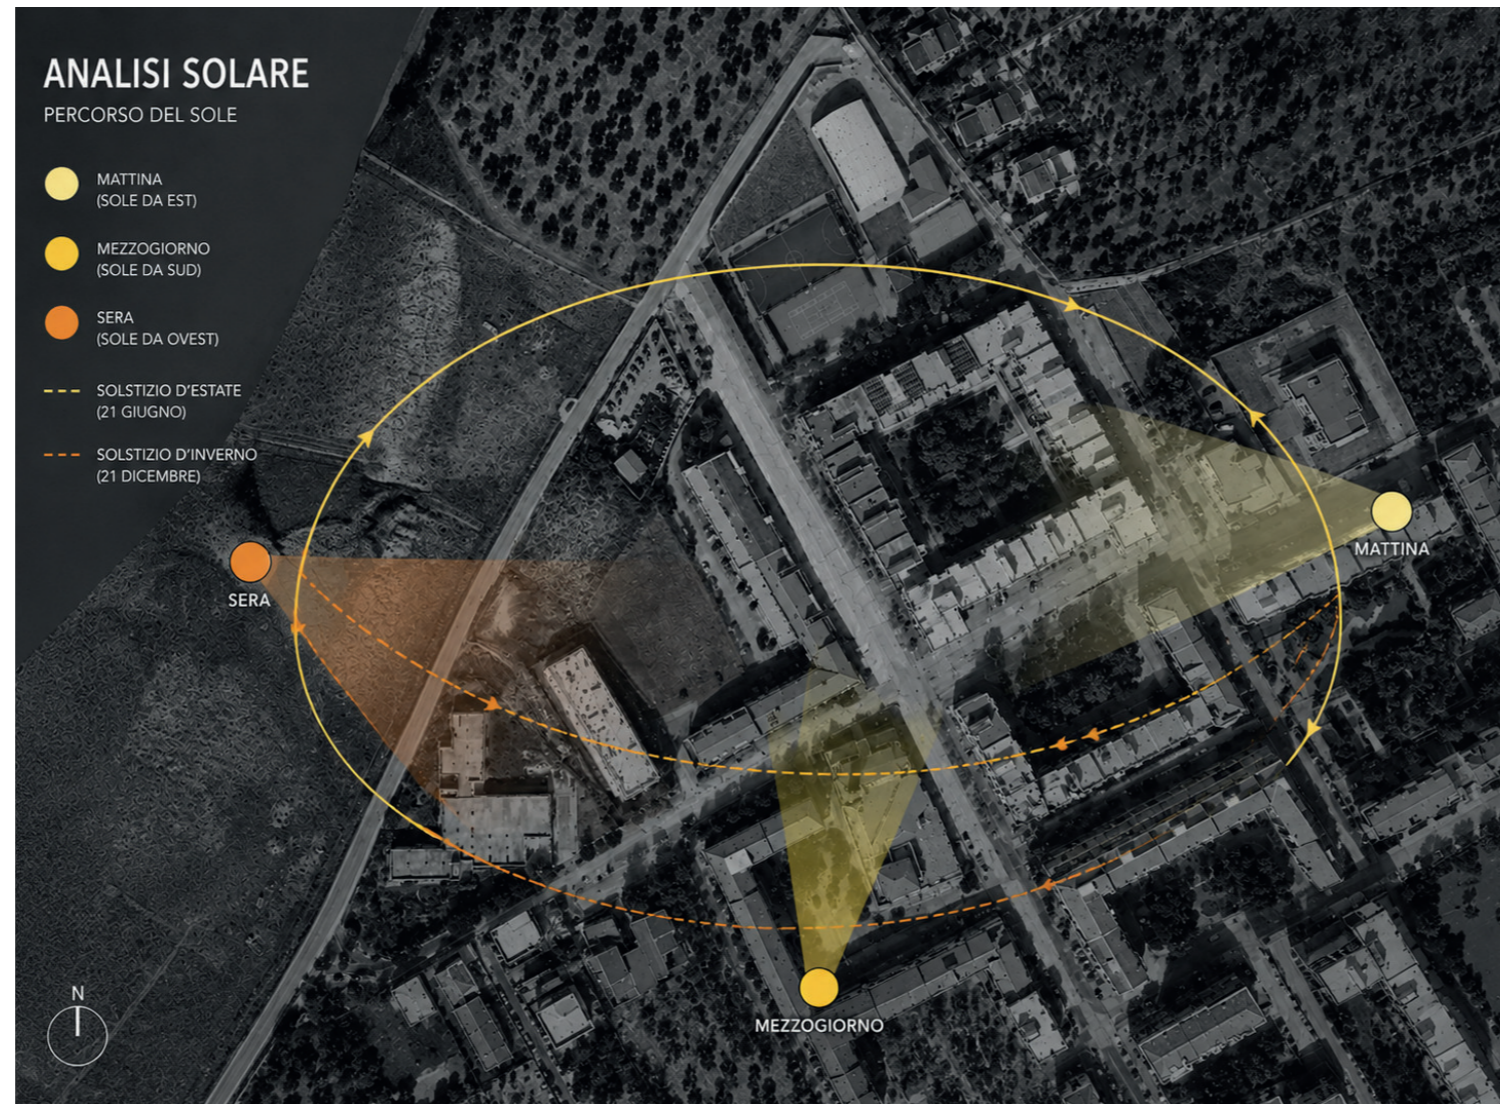 ANALISI SOLARE
PERCORSO DEL SOLE
MATTINA
(SOLE DA EST)
MEZZOGIORNO
(SOLE DA SUD)
SERA
(SOLE DA OVEST)
SOLSTIZIO D'ESTATE
(21 GIUGNO)
SOLSTIZIO D'INVERNO
(21 DICEMBRE)
MATTINA
SERA
N
MEZZOGIORNO